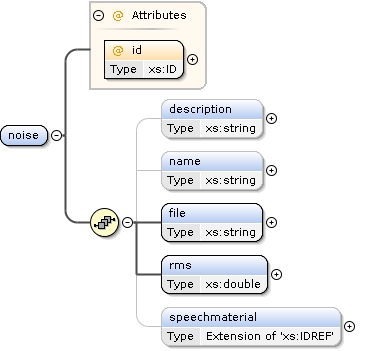 @ Attributes
@ id
Type xs:ID
noise
description
Type xs:string
name
Type xs:string
file
Type xs:string
rms
Type xs:double
speechmaterial
Type Extension of 'xs:IDREF'